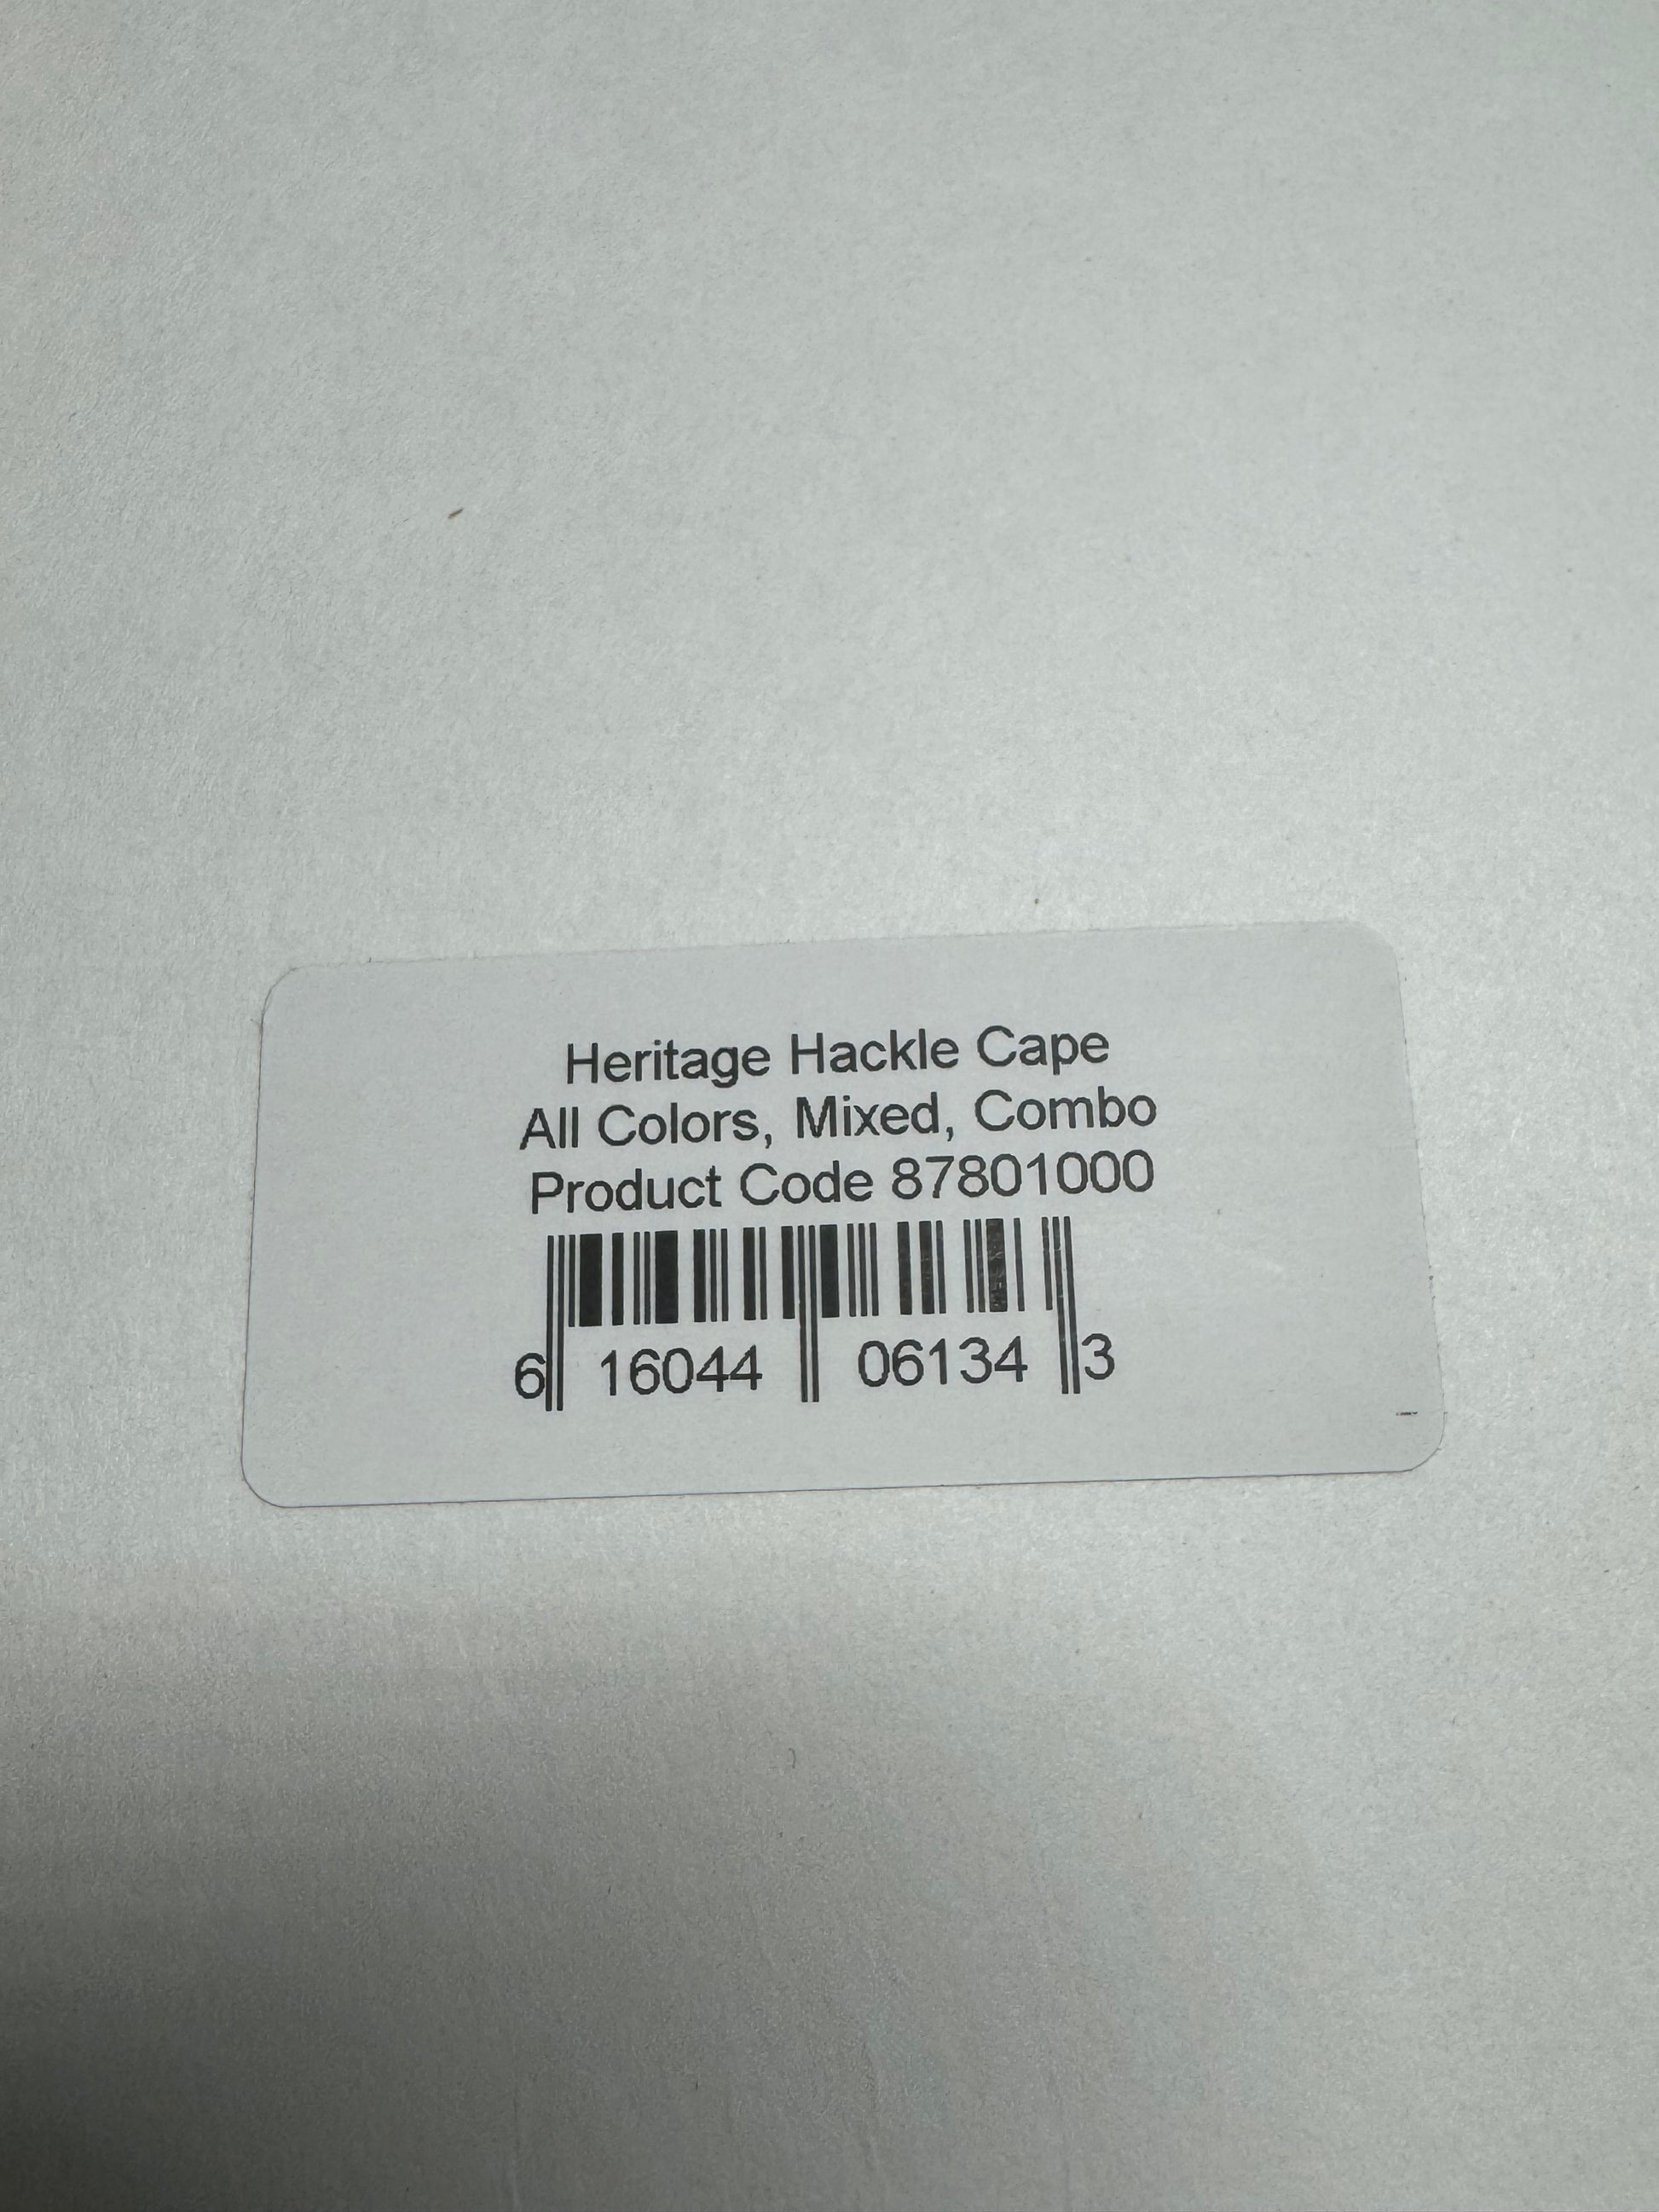 Heritage Hackle Cape
All Colors, Mixed, Combo
Product Code 87801000
6 16044 06134 3